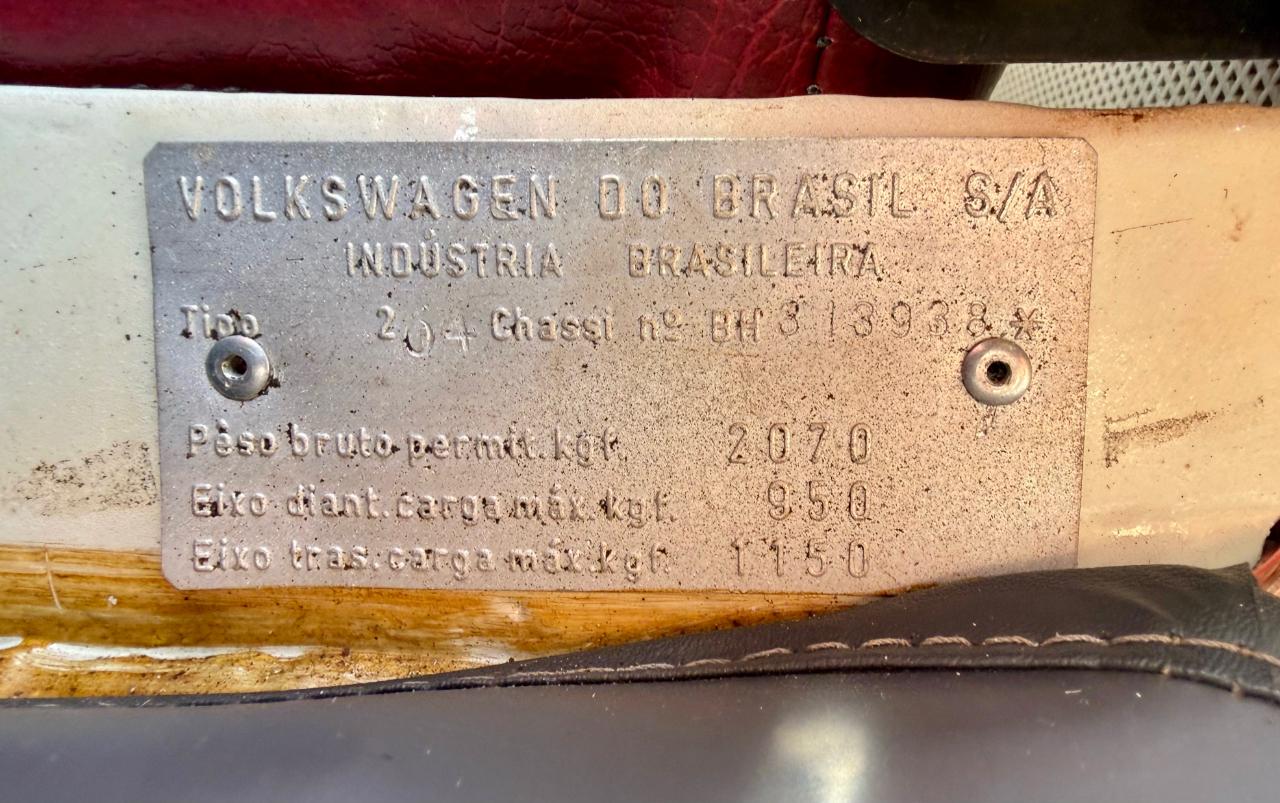 VOLKSWAGEN DO BRASIL S/A
INDÚSTRIA BRASILEIRA
Tipo 204 Chassi nº BH 313938*
Pêso bruto permit. kgf. 2070
Eixo diant. carga máx. kgf. 950
Eixo tras. carga máx. kgf. 1150